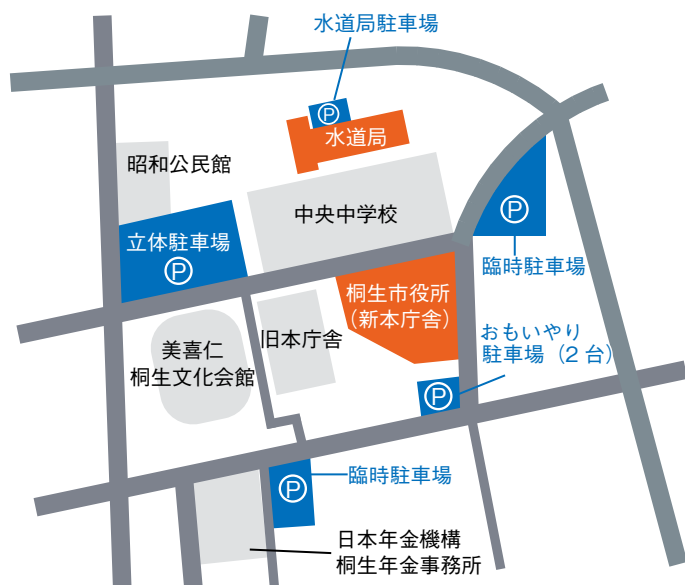 水道局駐車場
P
水道局
昭和公民館
中央中学校
P
立体駐車場
P
臨時駐車場
桐生市役所
（新本庁舎）
旧本庁舎
おもいやり
駐車場（2 台）
美喜仁
桐生文化会館
P
臨時駐車場
P
日本年金機構
桐生年金事務所